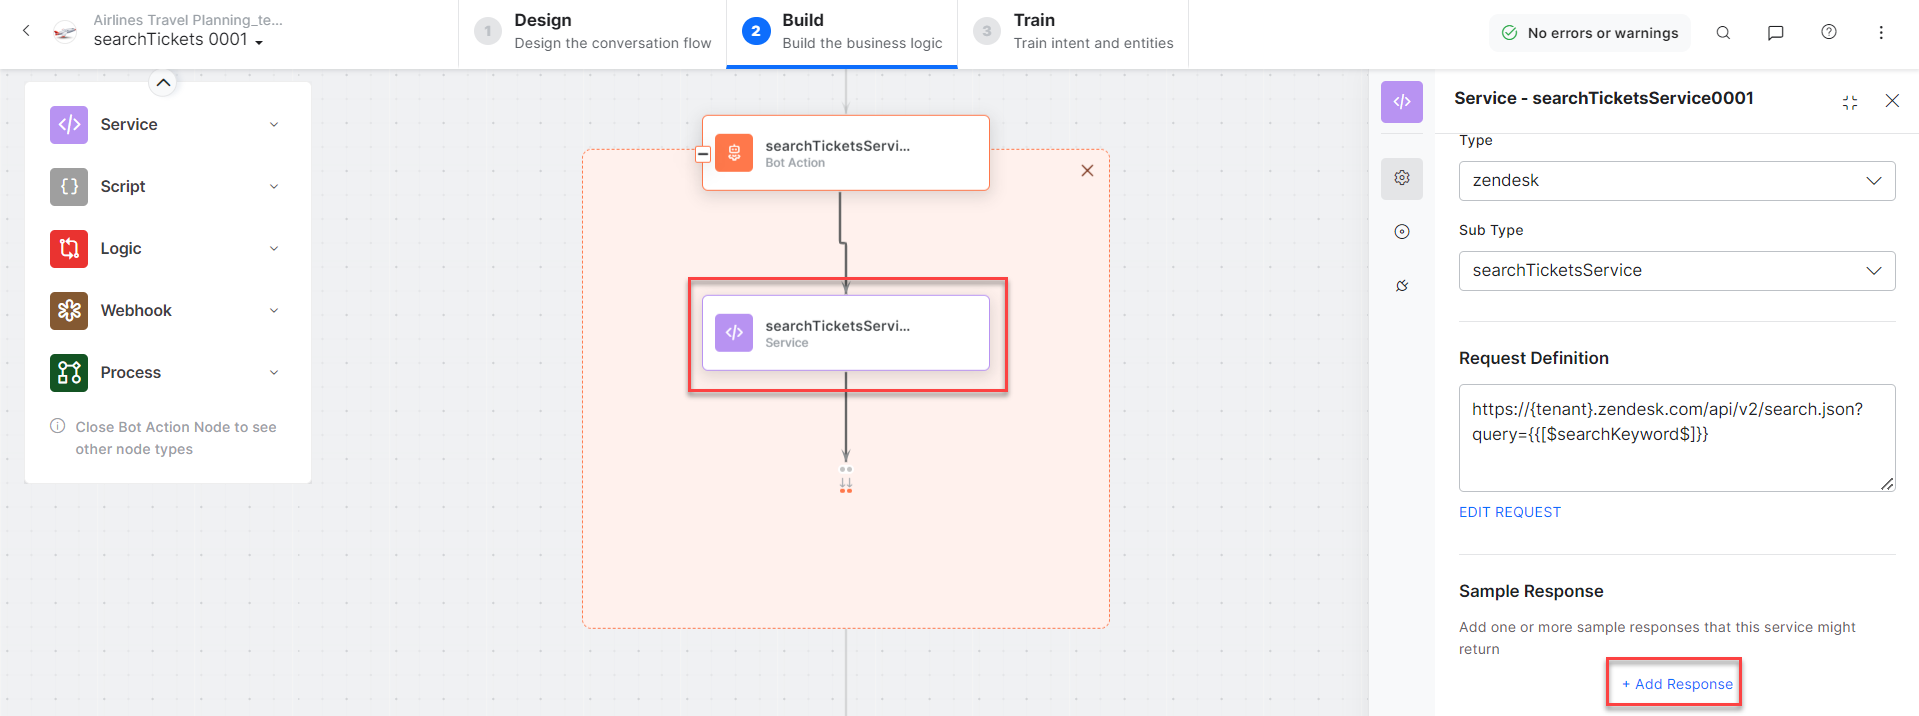 Airlines Travel Planning_te...
searchTickets 0001
1
Design
Design the conversation flow
2
Build
Build the business logic
3
Train
Train intent and entities
No errors or warnings
Service
Script
Logic
Webhook
Process
Close Bot Action Node to see
other node types
searchTicketsServi...
Bot Action
searchTicketsServi...
Service
Service - searchTicketsService0001
Type
zendesk
Sub Type
searchTicketsService
Request Definition
https://{tenant}.zendesk.com/api/v2/search.json?
query={{[$searchKeyword$]}}
EDIT REQUEST
Sample Response
Add one or more sample responses that this service might
return
+ Add Response